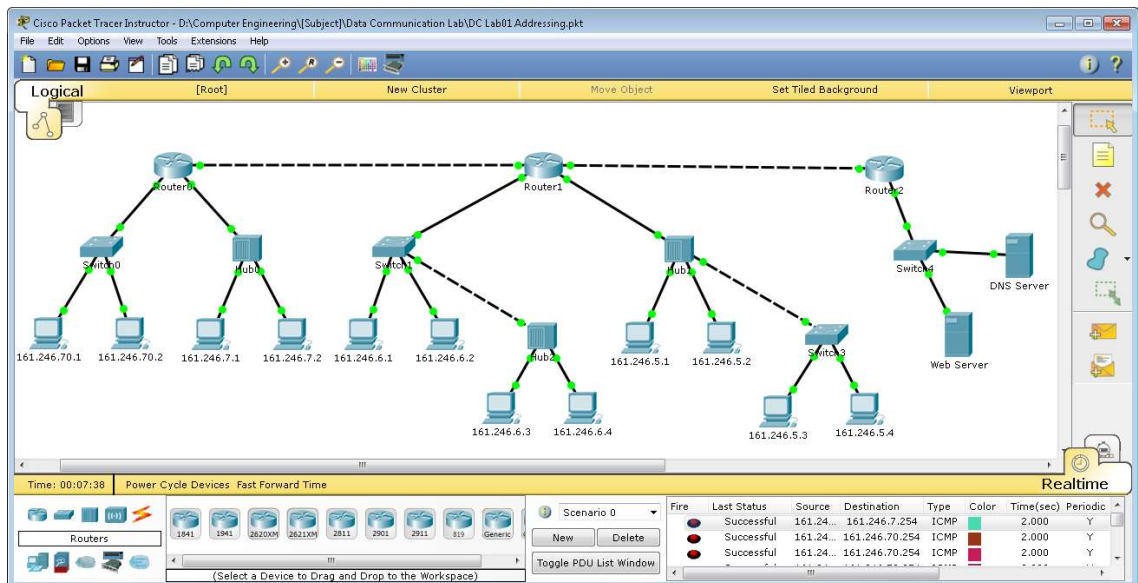 Cisco Packet Tracer Instructor - D:\Computer Engineering\[Subject]\Data Communication Lab\DC Lab01 Addressing.pkt
File Edit Options View Tools Extensions Help
Logical [Root] New Cluster Move Object Set Tiled Background Viewport
Router0 Router1 Router2
Switch0 Hub0 Switch1 Switch4
DNS Server
161.246.70.1 161.246.70.2 161.246.7.1 161.246.7.2 161.246.6.1 161.246.6.2 Hub2 161.246.5.1 161.246.5.2 Switch3 Web Server
161.246.6.3 161.246.6.4 161.246.5.3 161.246.5.4
Time: 00:07:38 Power Cycle Devices Fast Forward Time Realtime
Routers
1841 1941 2620XM 2621XM 2811 2901 2911 819 Generic
(Select a Device to Drag and Drop to the Workspace)
Scenario 0
New Delete
Toggle PDU List Window
Fire Last Status Source Destination Type Color Time(sec) Periodic
Successful 161.24... 161.246.7.254 ICMP 2.000 Y
Successful 161.24... 161.246.70.254 ICMP 2.000 Y
Successful 161.24... 161.246.70.254 ICMP 2.000 Y